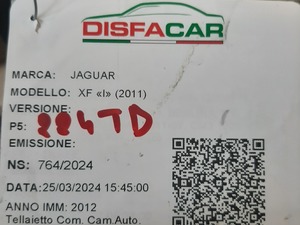 DISFACAR
MARCA: JAGUAR
MODELLO: XF «I» (2011)
VERSIONE:
P5: 224TD
EMISSIONE:
NS: 764/2024
DATA:25/03/2024 15:45:00
ANNO IMM: 2012
Tellaietto Com. Cam.Auto.